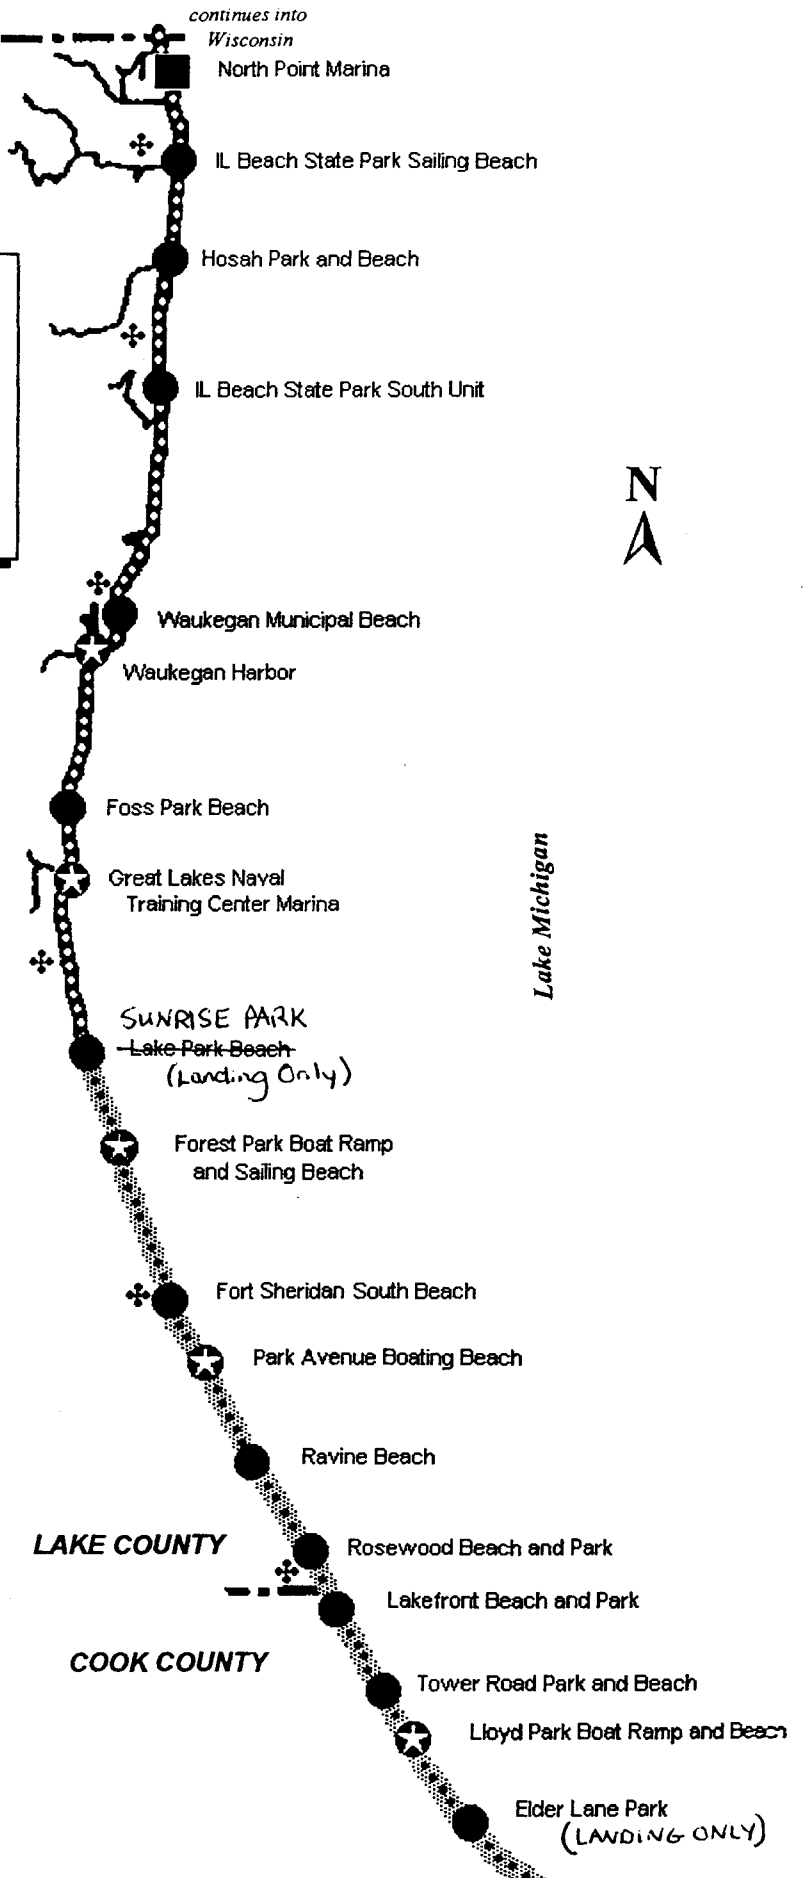 continues into
Wisconsin
North Point Marina
IL Beach State Park Sailing Beach
Hosah Park and Beach
IL Beach State Park South Unit
N
Waukegan Municipal Beach
Waukegan Harbor
Foss Park Beach
Lake Michigan
Great Lakes Naval
Training Center Marina
SUNRISE PARK
Lake Park Beach
(Landing Only)
Forest Park Boat Ramp
and Sailing Beach
Fort Sheridan South Beach
Park Avenue Boating Beach
Ravine Beach
LAKE COUNTY
Rosewood Beach and Park
Lakefront Beach and Park
COOK COUNTY
Tower Road Park and Beach
Lloyd Park Boat Ramp and Beach
Elder Lane Park
(LANDING ONLY)